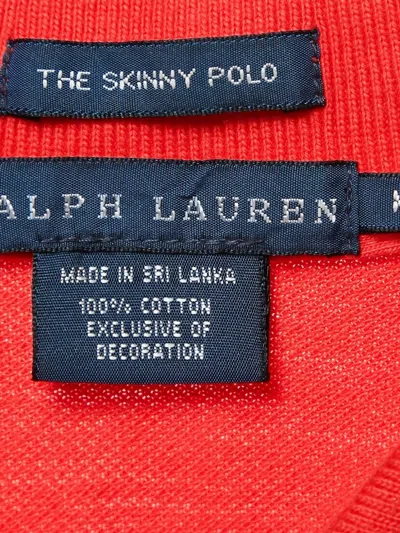 THE SKINNY POLO
ALPH LAUREN
MADE IN SRI LANKA
100% COTTON
EXCLUSIVE OF
DECORATION